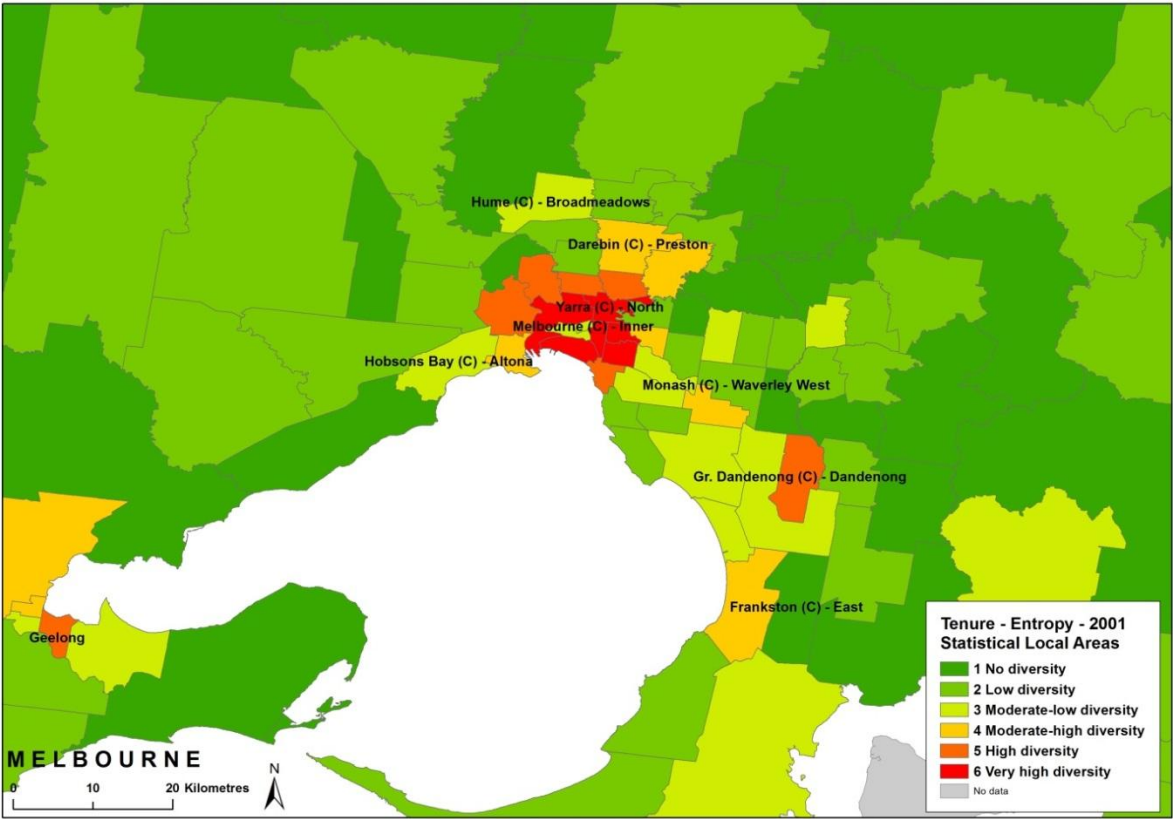 Hume (C) - Broadmeadows
Darebin (C) - Preston
Yarra (C) - North
Melbourne (C) - Inner
Hobsons Bay (C) - Altona
Monash (C) - Waverley West
Gr. Dandenong (C) - Dandenong
Frankston (C) - East
Geelong
Tenure - Entropy - 2001
Statistical Local Areas
1 No diversity
2 Low diversity
3 Moderate-low diversity
4 Moderate-high diversity
5 High diversity
6 Very high diversity
No data
MELBOURNE
N
0 10 20 Kilometres